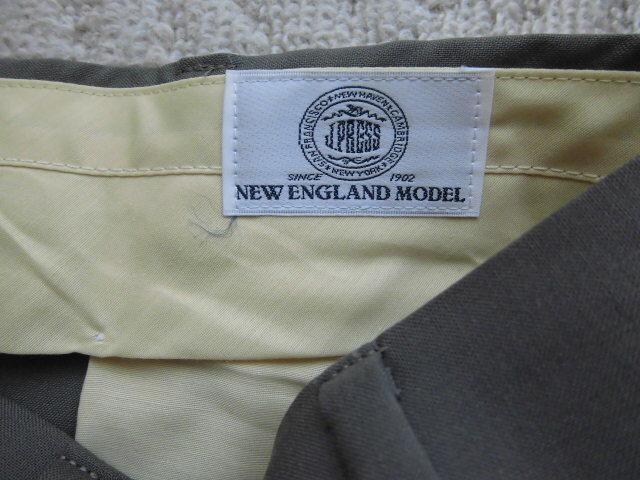 NEW HAVEN ★ CAMBRIDGE ★ NEW YORK ★ SAN FRANCISCO
J.PRESS
SINCE 1902
NEW ENGLAND MODEL